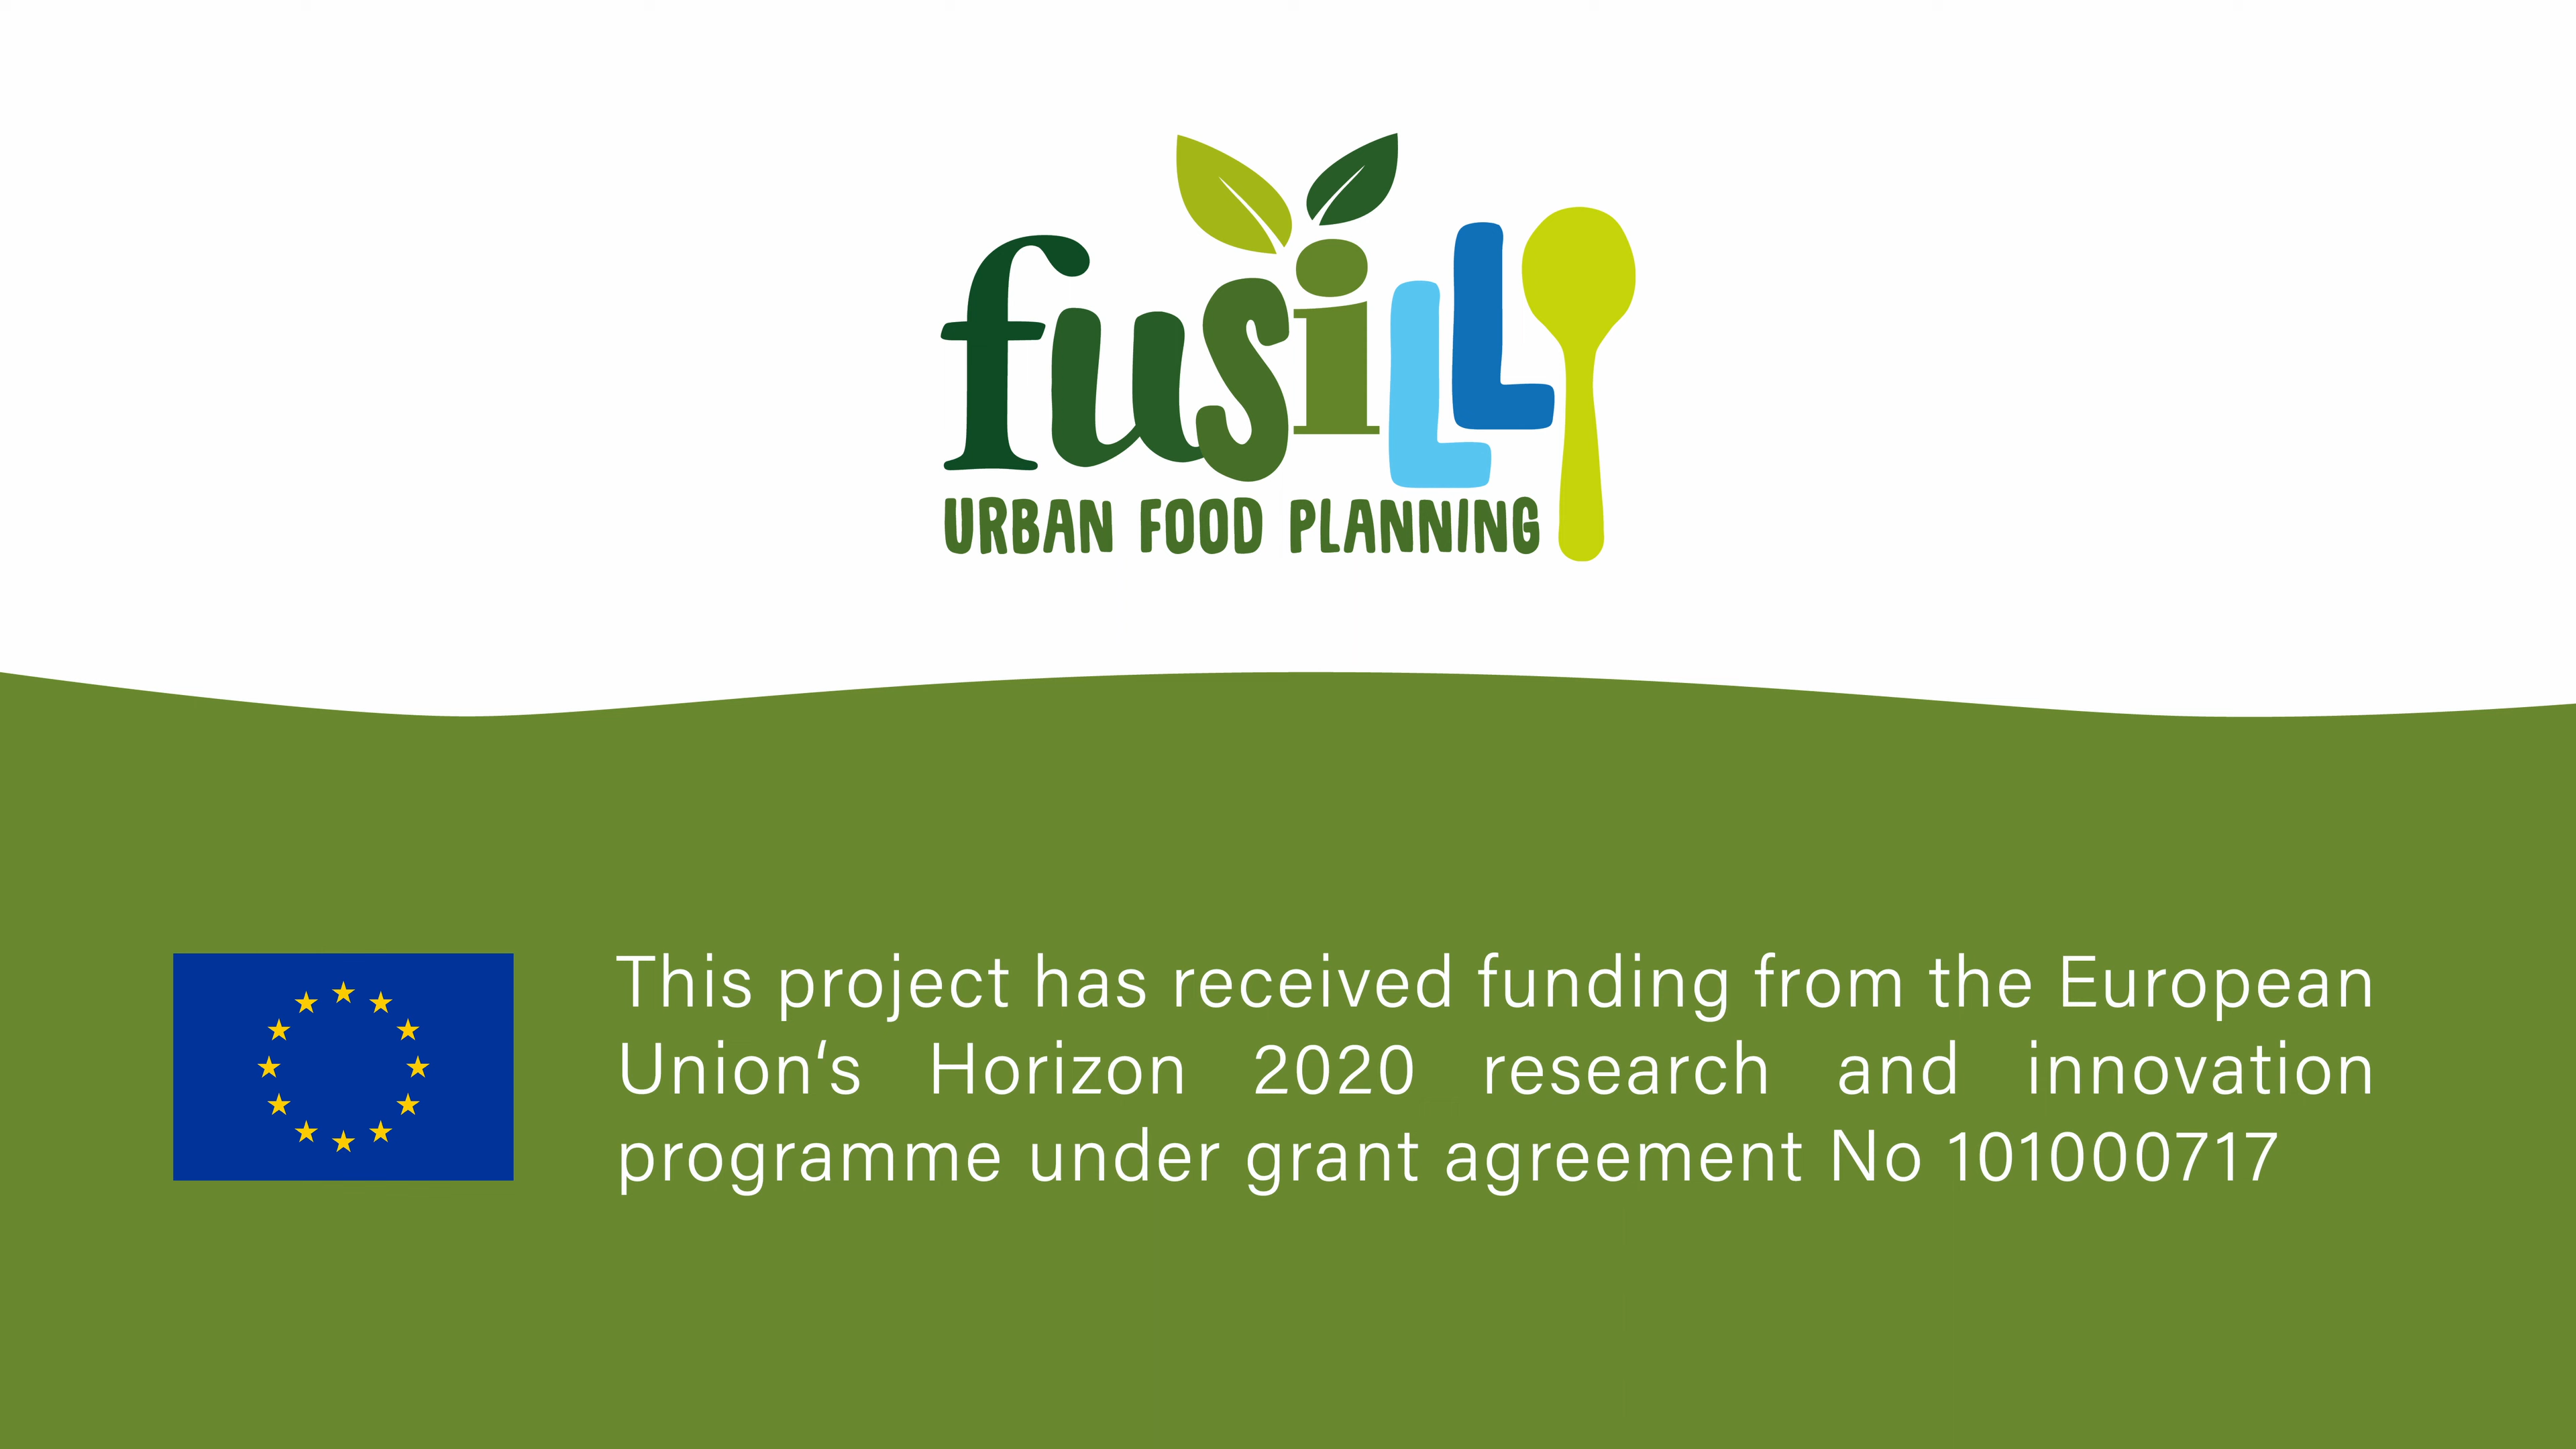 fusilli
URBAN FOOD PLANNING
This project has received funding from the European
Union‘s Horizon 2020 research and innovation
programme under grant agreement No 101000717